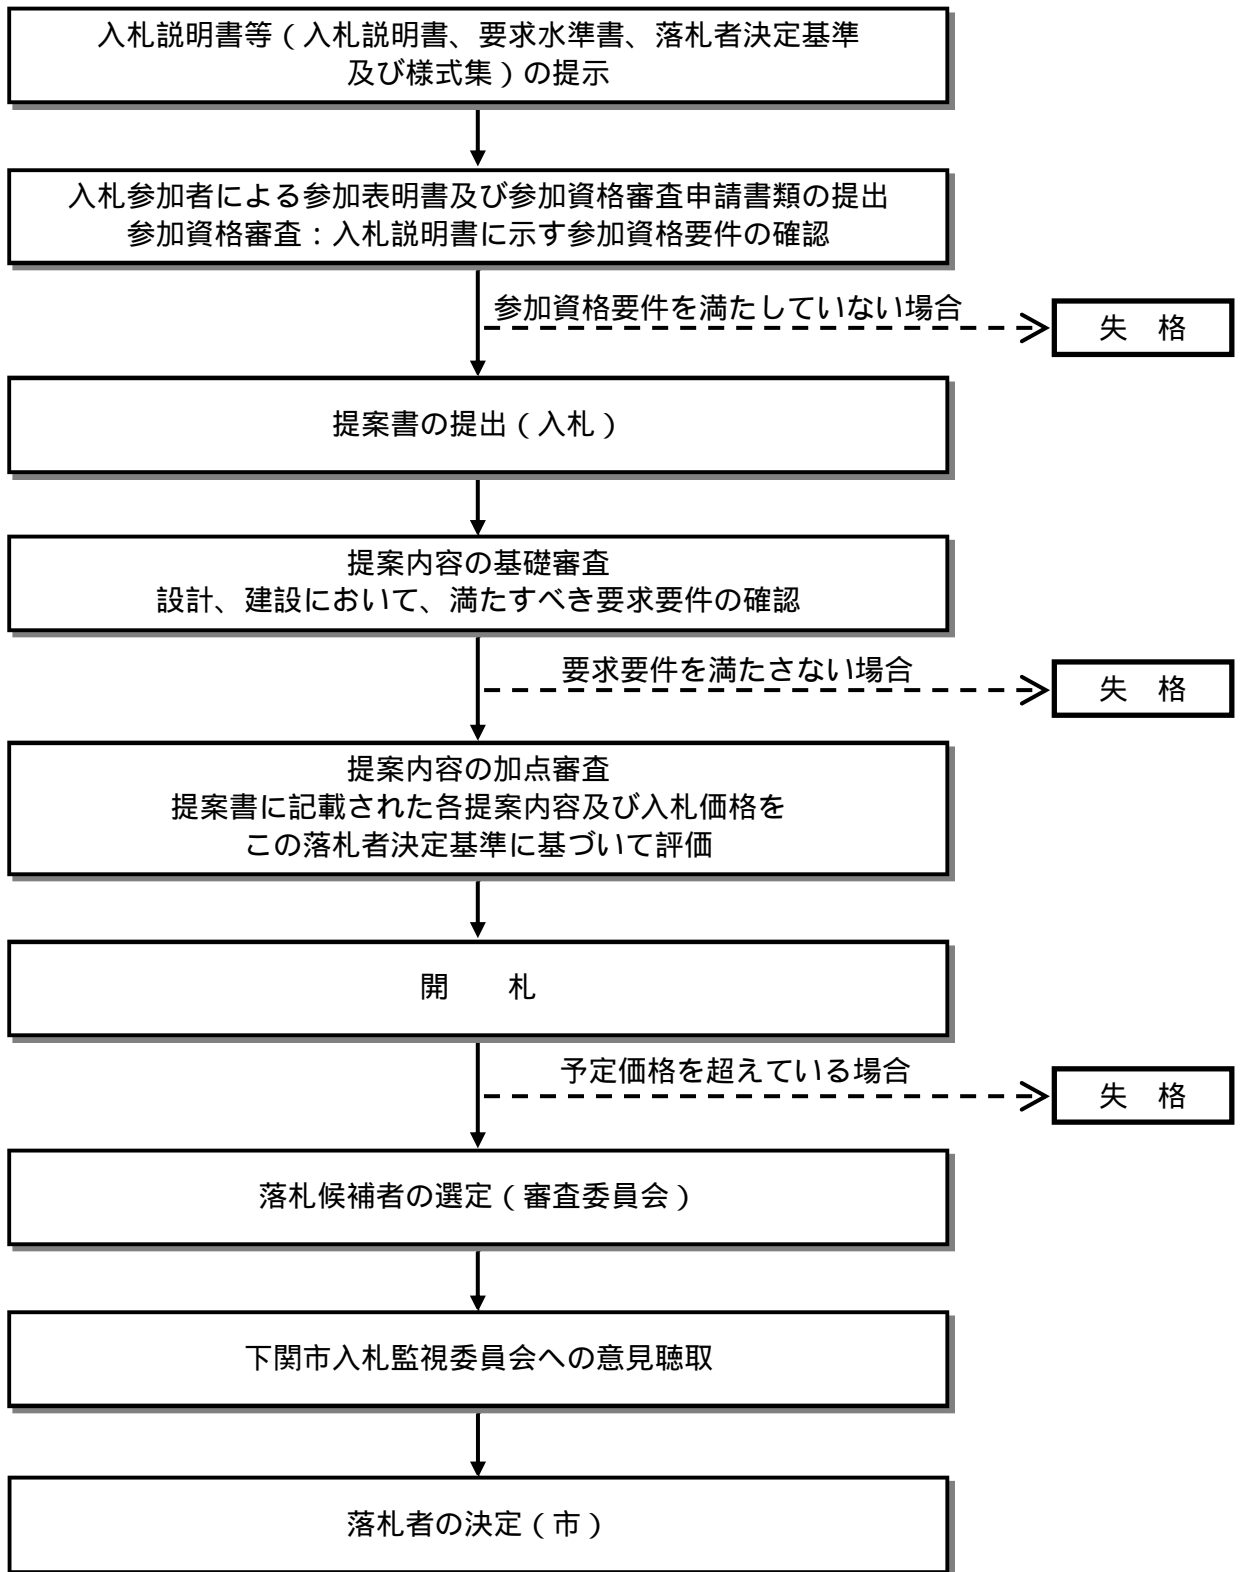 入札説明書等（入札説明書、要求水準書、落札者決定基準
及び様式集）の提示
入札参加者による参加表明書及び参加資格審査申請書類の提出
参加資格審査：入札説明書に示す参加資格要件の確認
参加資格要件を満たしていない場合
失　格
提案書の提出（入札）
提案内容の基礎審査
設計、建設において、満たすべき要求要件の確認
要求要件を満たさない場合
失　格
提案内容の加点審査
提案書に記載された各提案内容及び入札価格を
この落札者決定基準に基づいて評価
開　　札
予定価格を超えている場合
失　格
落札候補者の選定（審査委員会）
下関市入札監視委員会への意見聴取
落札者の決定（市）